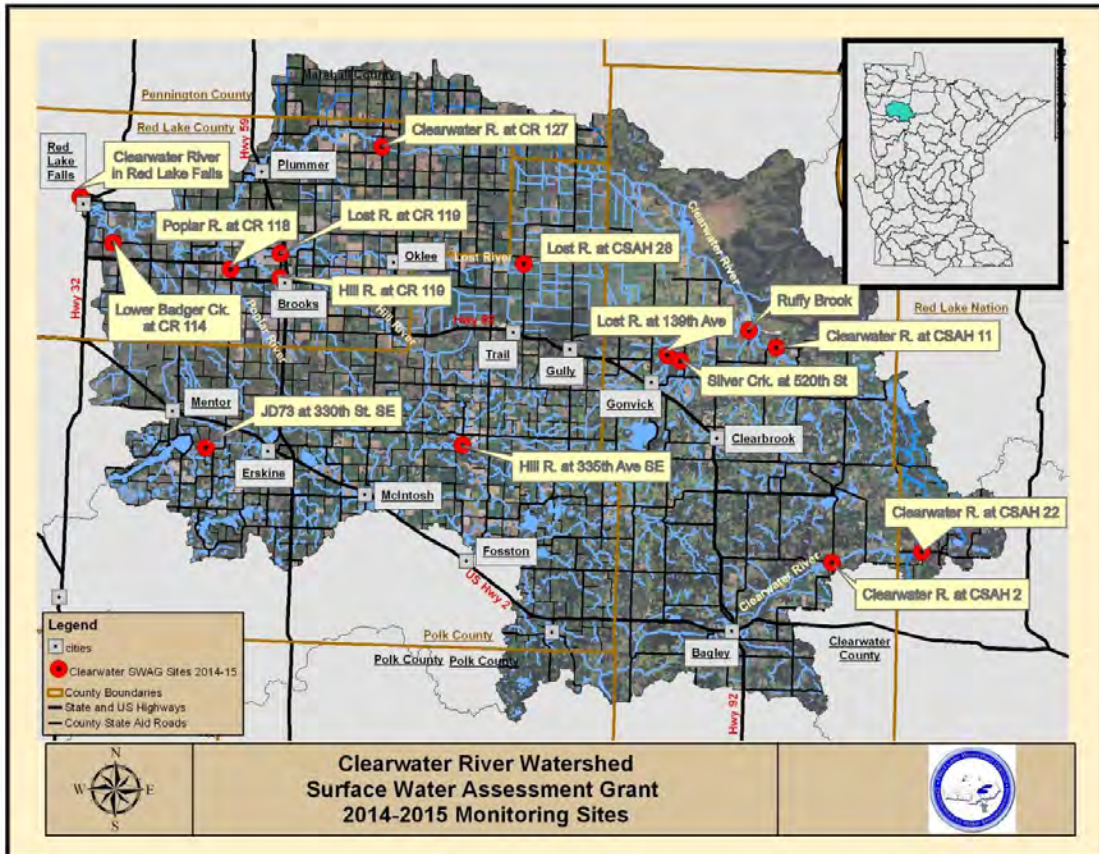 Marshall County
Pennington County
Red Lake County
Hwy 59
Red
Lake
Falls
Clearwater River
in Red Lake Falls
Plummer
Clearwater R. at CR 127
Poplar R. at CR 118
Lost R. at CR 119
Oklee
Lost River
Lost R. at CSAH 28
Clearwater River
Hwy 32
Lower Badger Ck.
at CR 114
Brooks
Hill R. at CR 119
Poplar River
Hill River
Trail
Gully
Lost R. at 139th Ave
Ruffy Brook
Red Lake Nation
Clearwater R. at CSAH 11
Silver Crk. at 520th St
Gonvick
Mentor
JD73 at 330th St. SE
Erskine
Hill R. at 335th Ave SE
Clearbrook
McIntosh
Fosston
US Hwy 2
Clearwater R. at CSAH 22
Clearwater River
Clearwater R. at CSAH 2
Polk County
Polk County
Polk County
Bagley
Clearwater
County
Hwy 92
Legend
cities
Clearwater SWAG Sites 2014-15
County Boundaries
State and US Highways
County State Aid Roads
N
W
E
S
Clearwater River Watershed
Surface Water Assessment Grant
2014-2015 Monitoring Sites